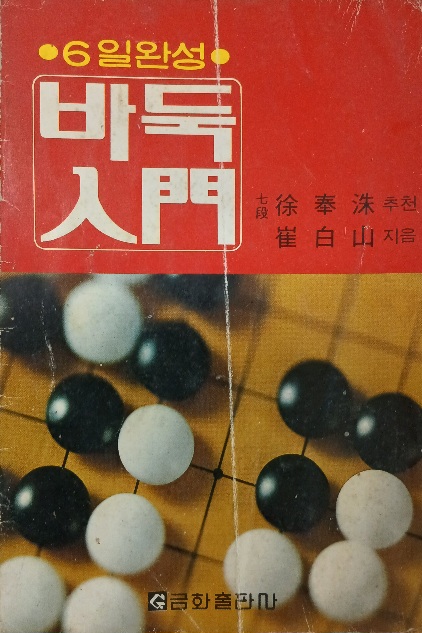 •6일완성•
바둑
入門
七段 徐奉洙 추천
崔白山 지음
금화출판사